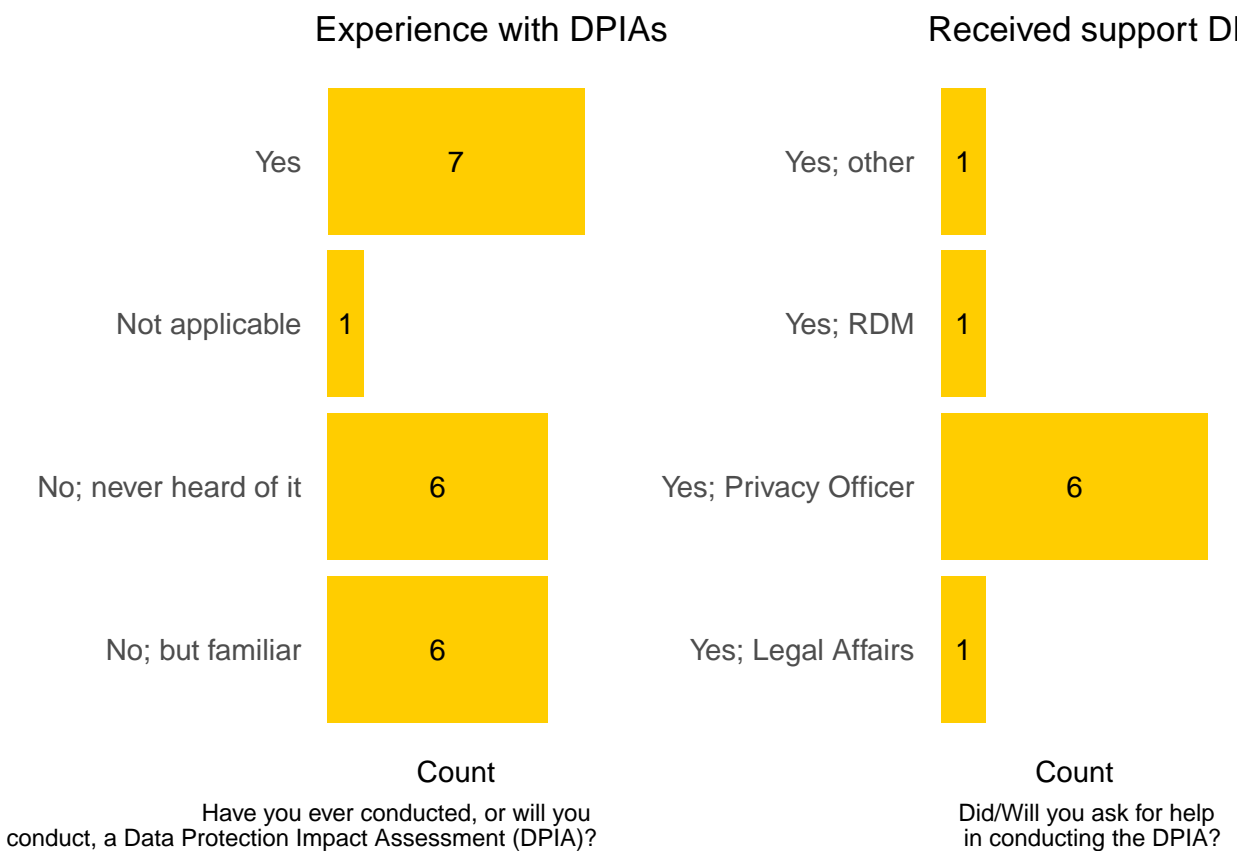 Experience with DPIAs
Yes
7
Not applicable
1
No; never heard of it
6
No; but familiar
6
Count
Have you ever conducted, or will you
conduct, a Data Protection Impact Assessment (DPIA)?
Received support
Yes; other
1
Yes; RDM
1
Yes; Privacy Officer
6
Yes; Legal Affairs
1
Count
Did/Will you ask for help
in conducting the DPIA?